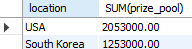 location SUM(prize_pool)
USA 2053000.00
South Korea 1253000.00